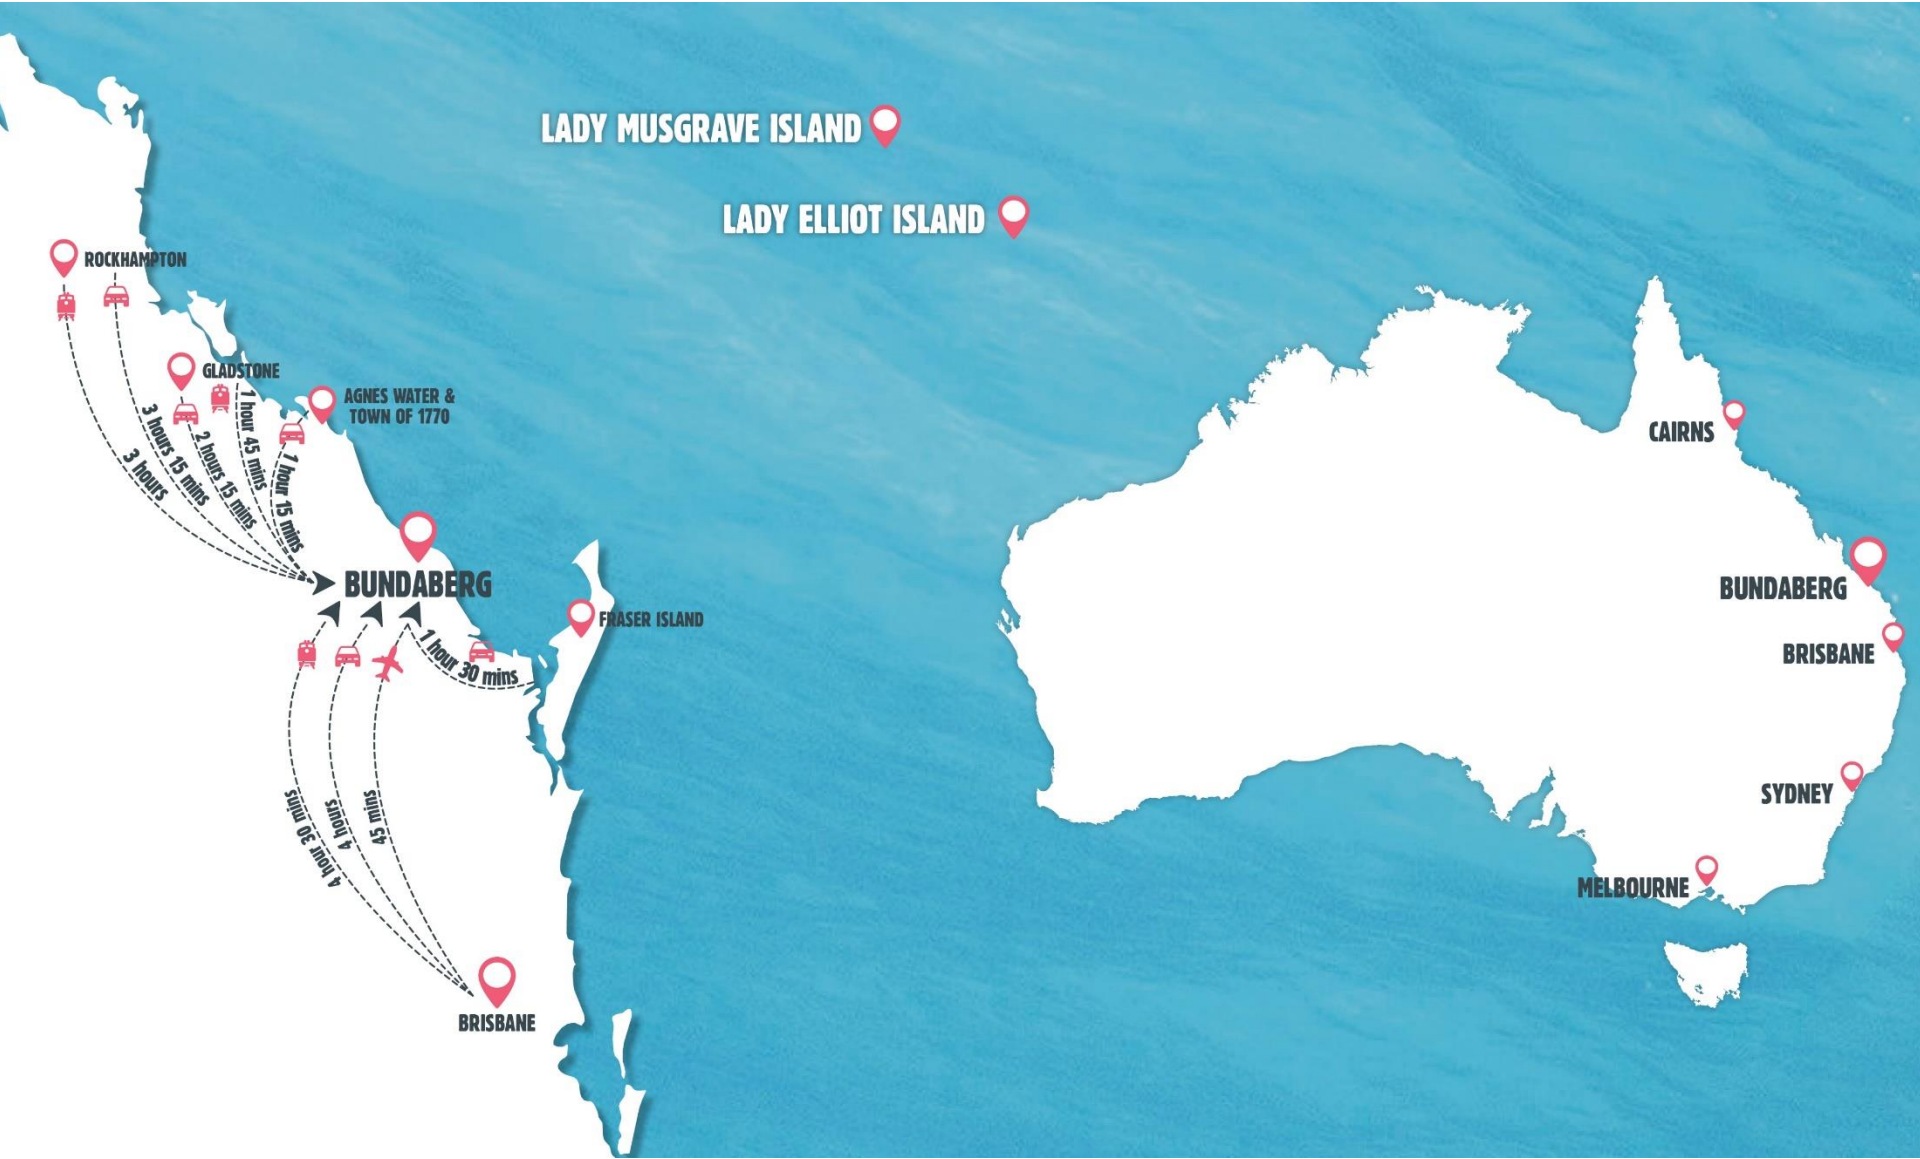 LADY MUSGRAVE ISLAND
LADY ELLIOT ISLAND
ROCKHAMPTON
GLADSTONE
AGNES WATER &
TOWN OF 1770
3 hours
3 hours 15 mins
2 hours 15 mins
1 hour 45 mins
1 hour 15 mins
BUNDABERG
FRASER ISLAND
1 hour 30 mins
4 hour 30 mins
4 hours
45 mins
BRISBANE
CAIRNS
BUNDABERG
BRISBANE
SYDNEY
MELBOURNE